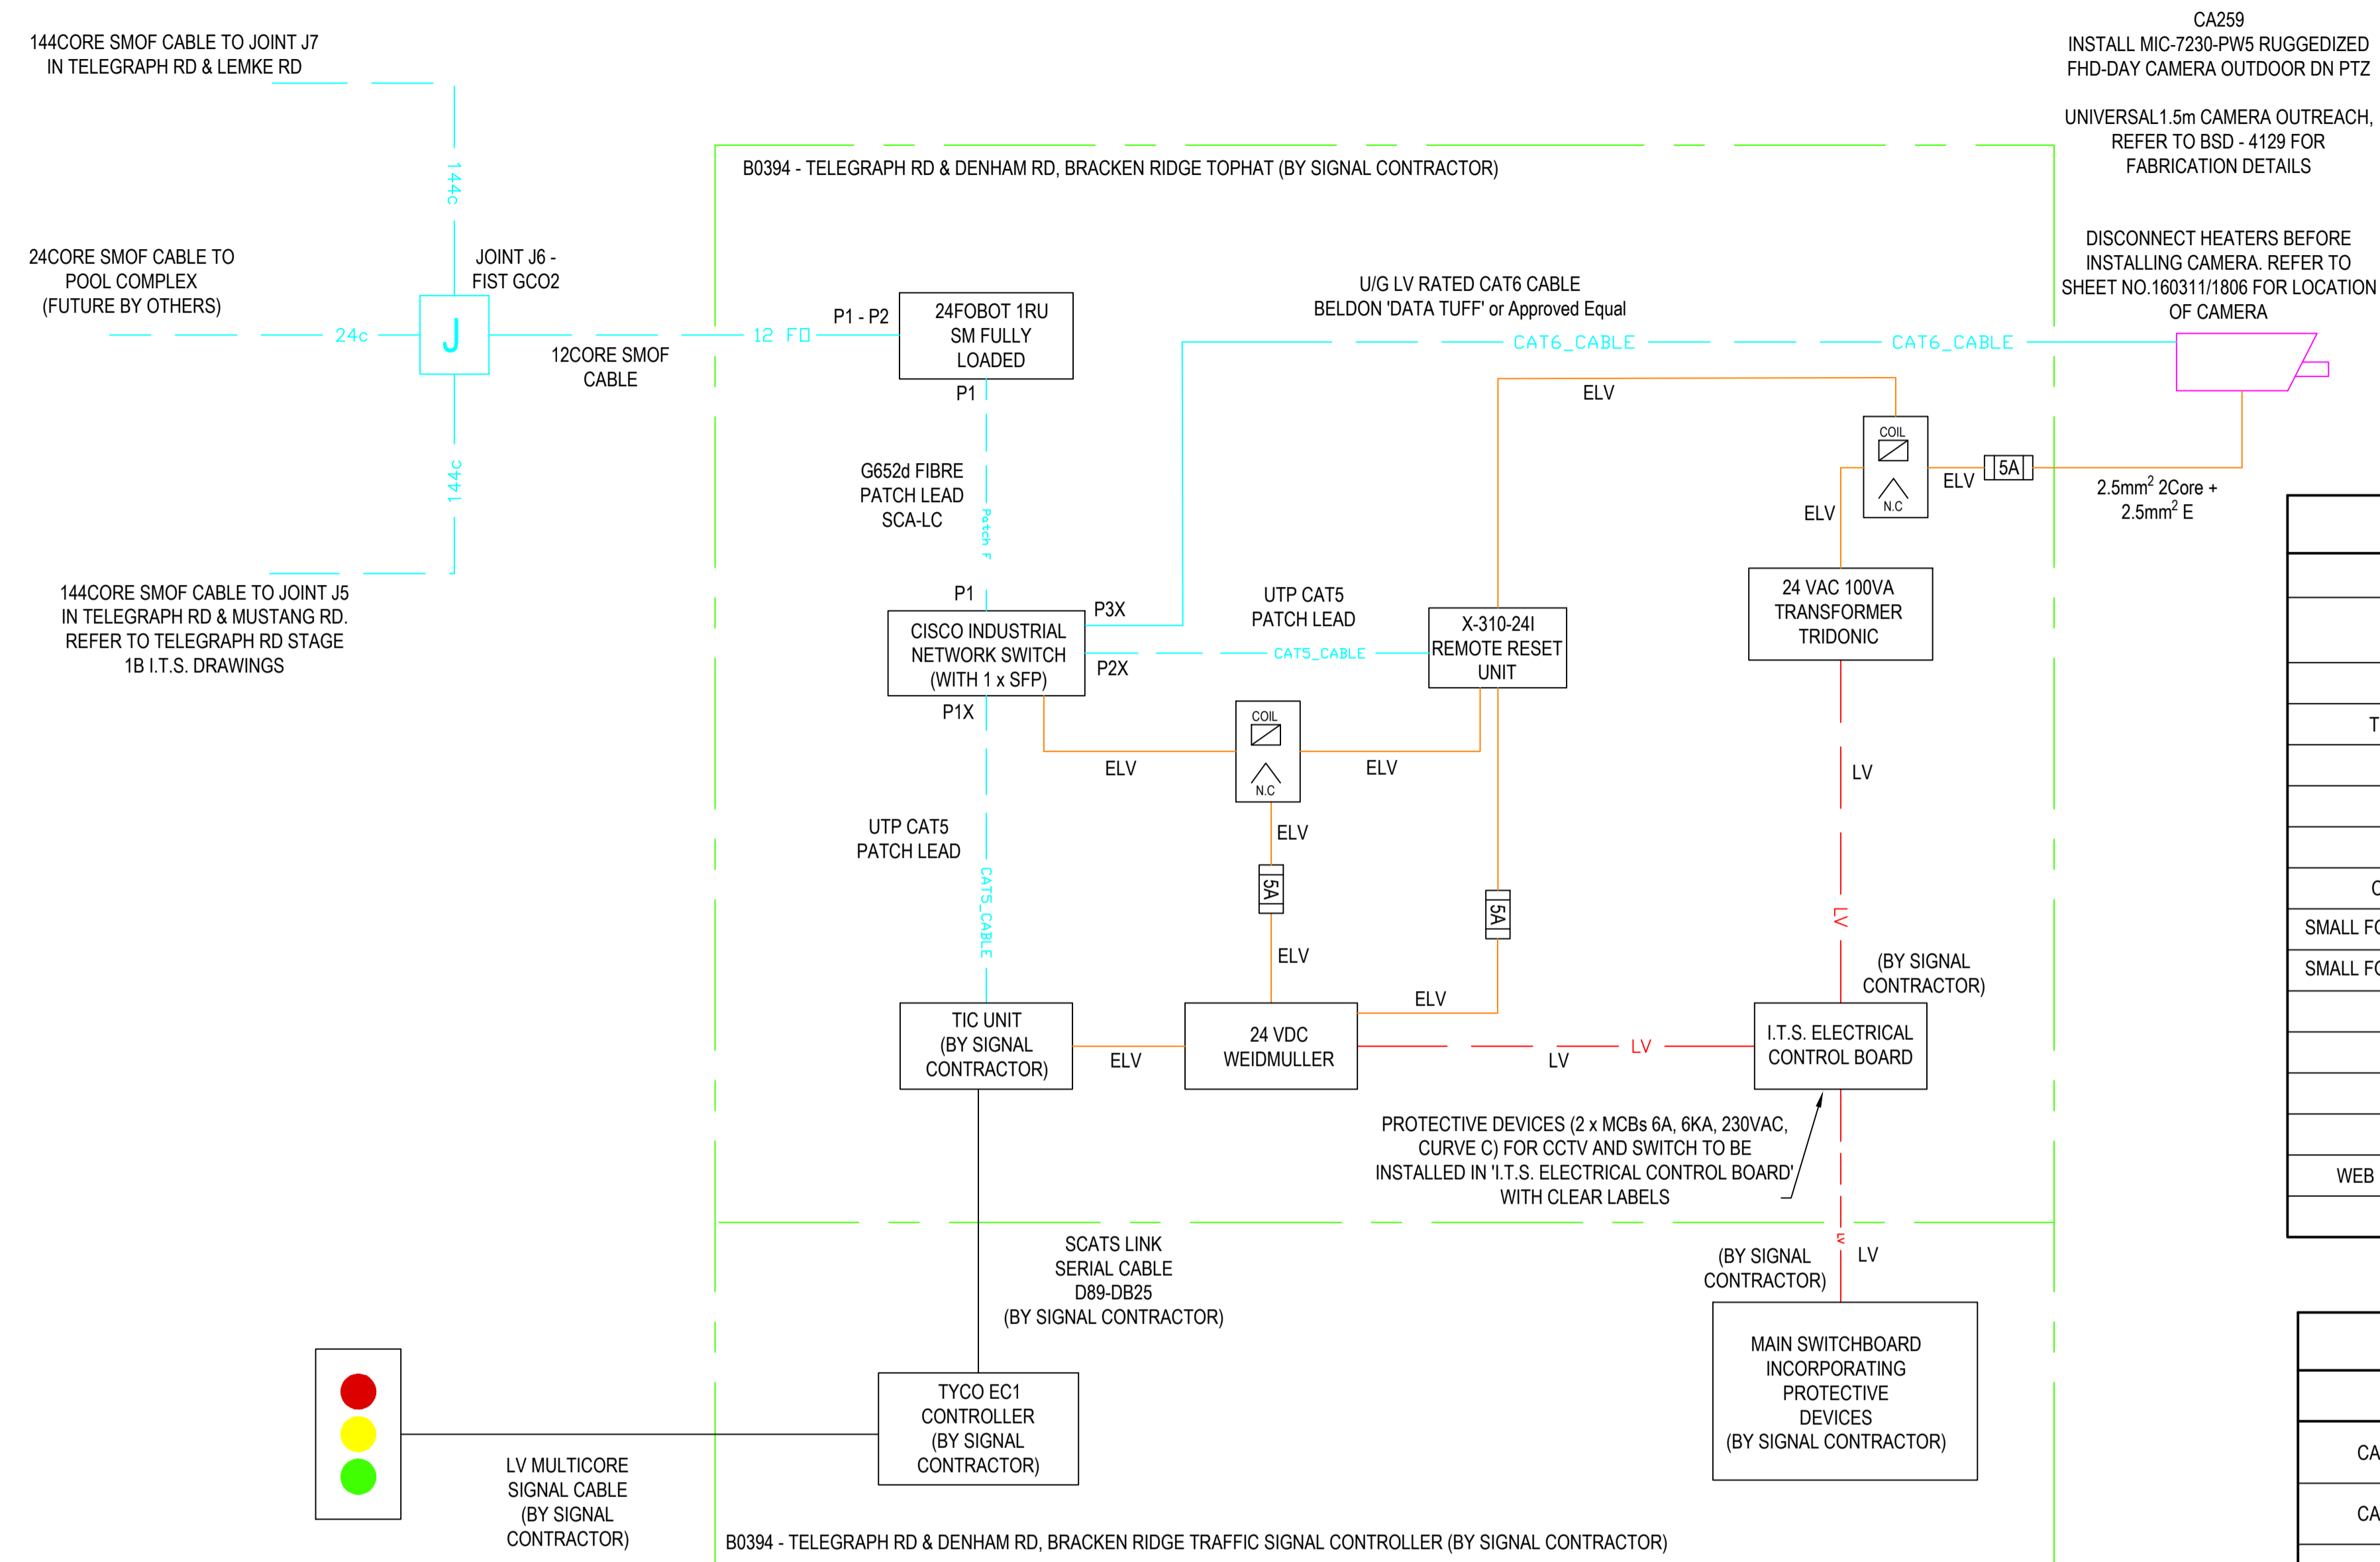 144CORE SMOF CABLE TO JOINT J7
IN TELEGRAPH RD & LEMKE RD
144c
24CORE SMOF CABLE TO
POOL COMPLEX
(FUTURE BY OTHERS)
24c
J
JOINT J6 -
FIST GCO2
12CORE SMOF
CABLE
144c
144CORE SMOF CABLE TO JOINT J5
IN TELEGRAPH RD & MUSTANG RD.
REFER TO TELEGRAPH RD STAGE
1B I.T.S. DRAWINGS
B0394 - TELEGRAPH RD & DENHAM RD, BRACKEN RIDGE TOPHAT (BY SIGNAL CONTRACTOR)
12 FO
P1 - P2
24FOBOT 1RU
SM FULLY
LOADED
P1
G652d FIBRE
PATCH LEAD
SCA-LC
Patch F
P1
CISCO INDUSTRIAL
NETWORK SWITCH
(WITH 1 x SFP)
P3X
P2X
P1X
U/G LV RATED CAT6 CABLE
BELDON 'DATA TUFF' or Approved Equal
CAT6_CABLE
CAT6_CABLE
UTP CAT5
PATCH LEAD
CAT5_CABLE
X-310-24I
REMOTE RESET
UNIT
ELV
COIL
N.C
ELV
5A
ELV
24 VAC 100VA
TRANSFORMER
TRIDONIC
2.5mm² 2Core +
2.5mm² E
CA259
INSTALL MIC-7230-PW5 RUGGEDIZED
FHD-DAY CAMERA OUTDOOR DN PTZ
UNIVERSAL1.5m CAMERA OUTREACH,
REFER TO BSD - 4129 FOR
FABRICATION DETAILS
DISCONNECT HEATERS BEFORE
INSTALLING CAMERA. REFER TO
SHEET NO.160311/1806 FOR LOCATION
OF CAMERA
ELV
COIL
N.C
ELV
LV
UTP CAT5
PATCH LEAD
CAT5_CABLE
ELV
5A
ELV
5A
LV
(BY SIGNAL
CONTRACTOR)
TIC UNIT
(BY SIGNAL
CONTRACTOR)
ELV
24 VDC
WEIDMULLER
ELV
LV
LV
I.T.S. ELECTRICAL
CONTROL BOARD
PROTECTIVE DEVICES (2 x MCBs 6A, 6KA, 230VAC,
CURVE C) FOR CCTV AND SWITCH TO BE
INSTALLED IN 'I.T.S. ELECTRICAL CONTROL BOARD'
WITH CLEAR LABELS
SCATS LINK
SERIAL CABLE
D89-DB25
(BY SIGNAL CONTRACTOR)
(BY SIGNAL
CONTRACTOR)
LV
LV
MAIN SWITCHBOARD
INCORPORATING
PROTECTIVE
DEVICES
(BY SIGNAL CONTRACTOR)
TYCO EC1
CONTROLLER
(BY SIGNAL
CONTRACTOR)
LV MULTICORE
SIGNAL CABLE
(BY SIGNAL
CONTRACTOR)
B0394 - TELEGRAPH RD & DENHAM RD, BRACKEN RIDGE TRAFFIC SIGNAL CONTROLLER (BY SIGNAL CONTRACTOR)
SMALL
SMALL
WEB